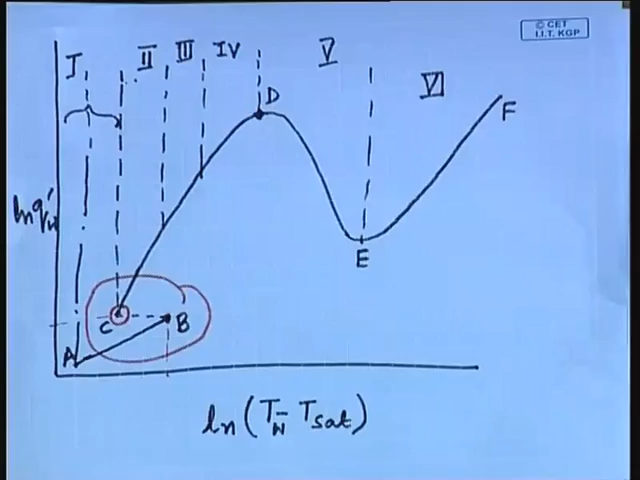 © CET
I.I.T. KGP
I II III IV V VI
D
F
ln q"w
E
C B
A
ln (Tw - Tsat)